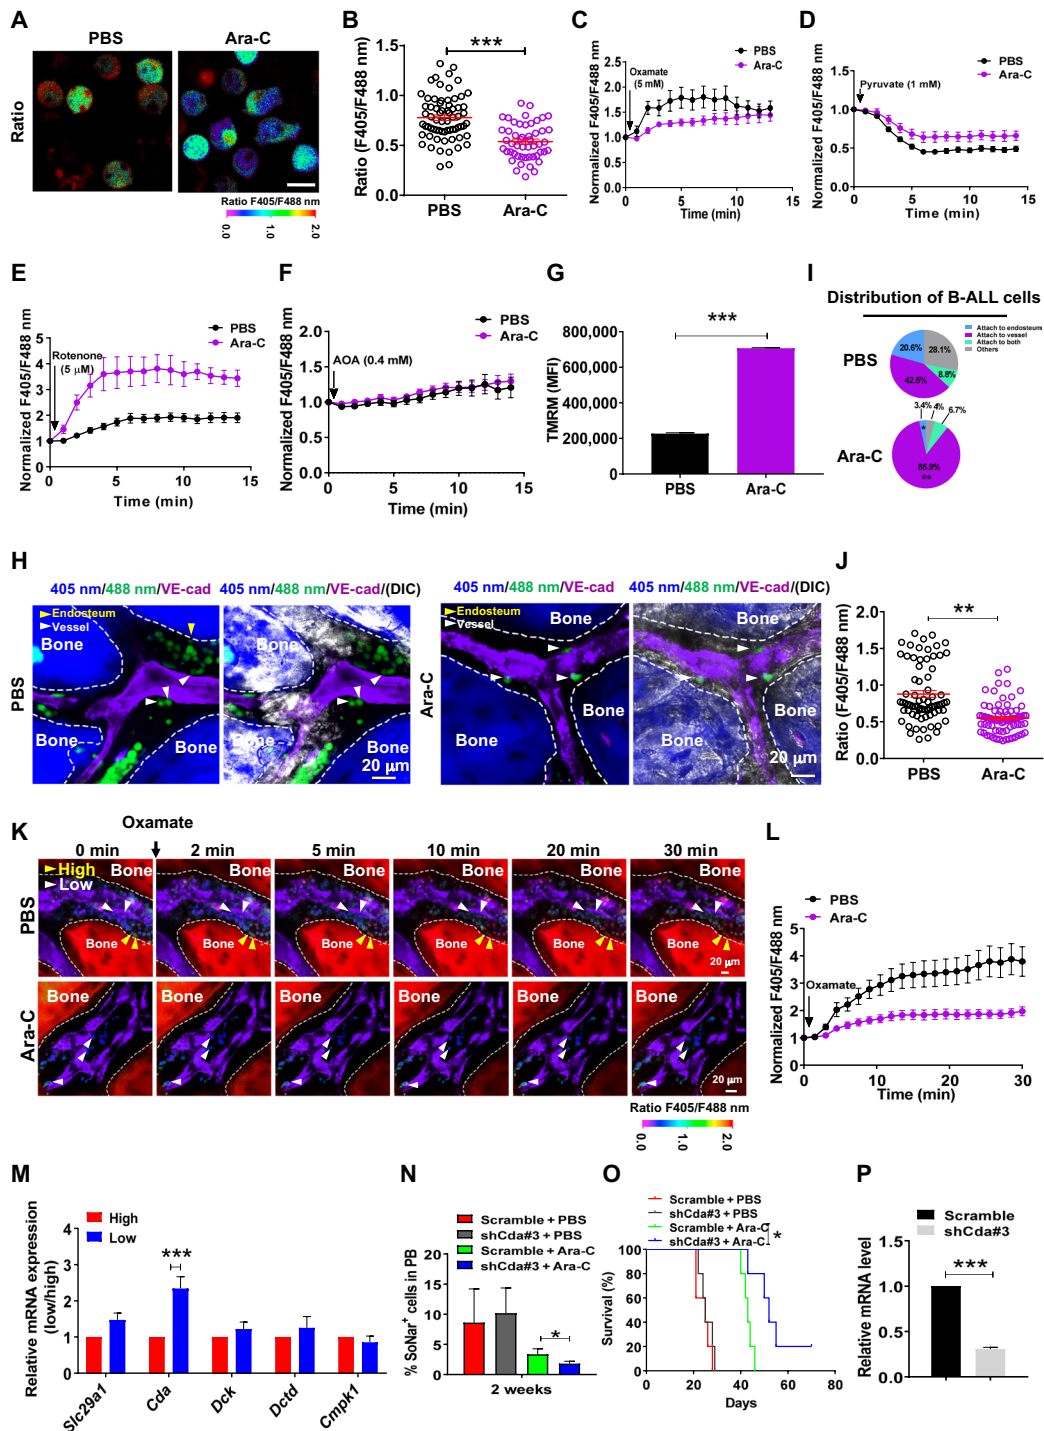 A
PBS
Ara-C
Ratio
Ratio F405/F488 nm
0.0
1.0
2.0
B
Ratio (F405/F488 nm)
1.5
1.0
0.5
0.0
***
PBS
Ara-C
C
Normalized F405/F488 nm
2.5
2.0
1.5
1.0
0.5
0.0
Oxamate
(5 mM)
PBS
Ara-C
0
5
10
15
Time (min)
D
Normalized F405/F488 nm
1.5
1.0
0.5
0.0
Pyruvate (1 mM)
PBS
Ara-C
0
5
10
15
Time (min)
E
Normalized F405/F488 nm
5
4
3
2
1
0
Rotenone
(5 μM)
PBS
Ara-C
0
5
10
15
Time (min)
F
Normalized F405/F488 nm
2.0
1.5
1.0
0.5
0.0
AOA (0.4 mM)
PBS
Ara-C
0
5
10
15
Time (min)
G
TMRM (MFI)
800,000
600,000
400,000
200,000
0
***
PBS
Ara-C
I
Distribution of B-ALL cells
Attach to endosteum
Attach to vessel
Attach to both
Others
PBS
20.6%
28.1%
8.8%
42.5%
Ara-C
3.4%
4%
6.7%
*
85.9%
**
H
405 nm/488 nm/VE-cad
405 nm/488 nm/VE-cad/(DIC)
405 nm/488 nm/VE-cad
405 nm/488 nm/VE-cad/(DIC)
PBS
Endosteum
Vessel
Bone
Bone
Bone
Bone
Bone
Bone
20 μm
Ara-C
Endosteum
Vessel
Bone
Bone
Bone
Bone
Bone
Bone
20 μm
J
Ratio (F405/F488 nm)
2.0
1.5
1.0
0.5
0.0
**
PBS
Ara-C
K
Oxamate
0 min
2 min
5 min
10 min
20 min
30 min
PBS
High
Low
Bone
Bone
Bone
Bone
Bone
Bone
Bone
Bone
Bone
Bone
Bone
Bone
20 μm
Ara-C
Bone
Bone
Bone
Bone
Bone
Bone
20 μm
Ratio F405/F488 nm
0.0
1.0
2.0
L
PBS
Ara-C
Normalized F405/F488 nm
5
4
3
2
1
0
Oxamate
0
10
20
30
Time (min)
M
Relative mRNA expression
(low/high)
High
Low
4
3
2
1
0
***
Slc29a1
Cda
Dck
Dctd
Cmpk1
N
Scramble + PBS
shCda#3 + PBS
Scramble + Ara-C
shCda#3 + Ara-C
% SoNar+ cells in PB
20
15
10
5
0
*
2 weeks
O
Scramble + PBS
shCda#3 + PBS
Scramble + Ara-C
shCda#3 + Ara-C
*
Survival (%)
100
80
60
40
20
0
0
20
40
60
80
Days
P
Scramble
shCda#3
Relative mRNA level
1.5
1.0
0.5
0.0
***